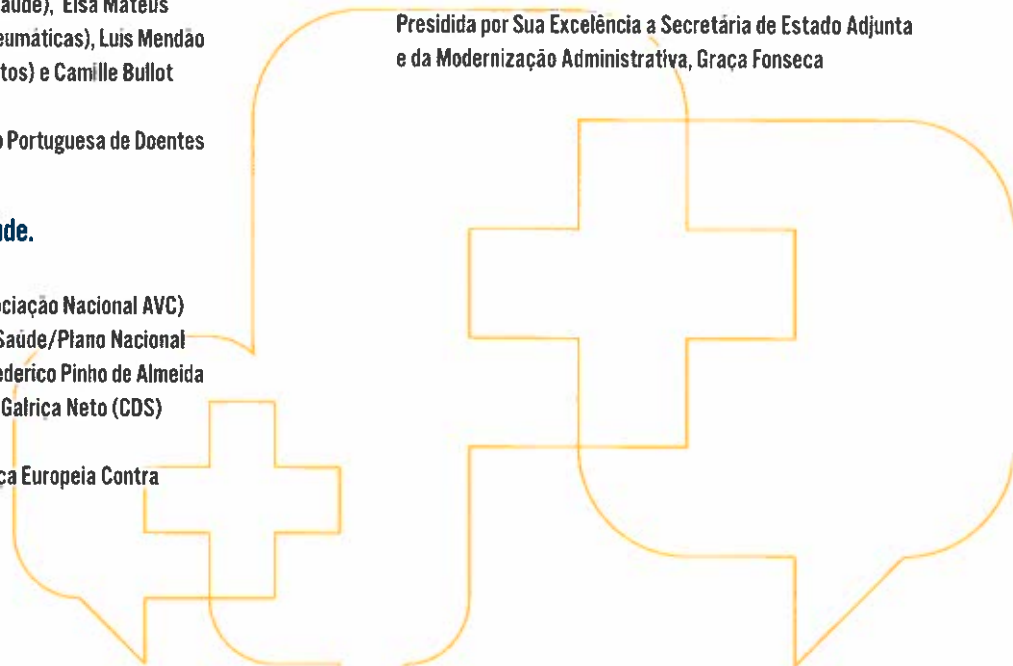 aúde), Elsa Mateus
eumáticas), Luis Mendão
tos) e Camille Bullot
o Portuguesa de Doentes
de.
ociação Nacional AVC)
Saúde/Plano Nacional
ederico Pinho de Almeida
Galriça Neto (CDS)
ça Europeia Contra
Presidida por Sua Excelência a Secretária de Estado Adjunta
e da Modernização Administrativa, Graça Fonseca